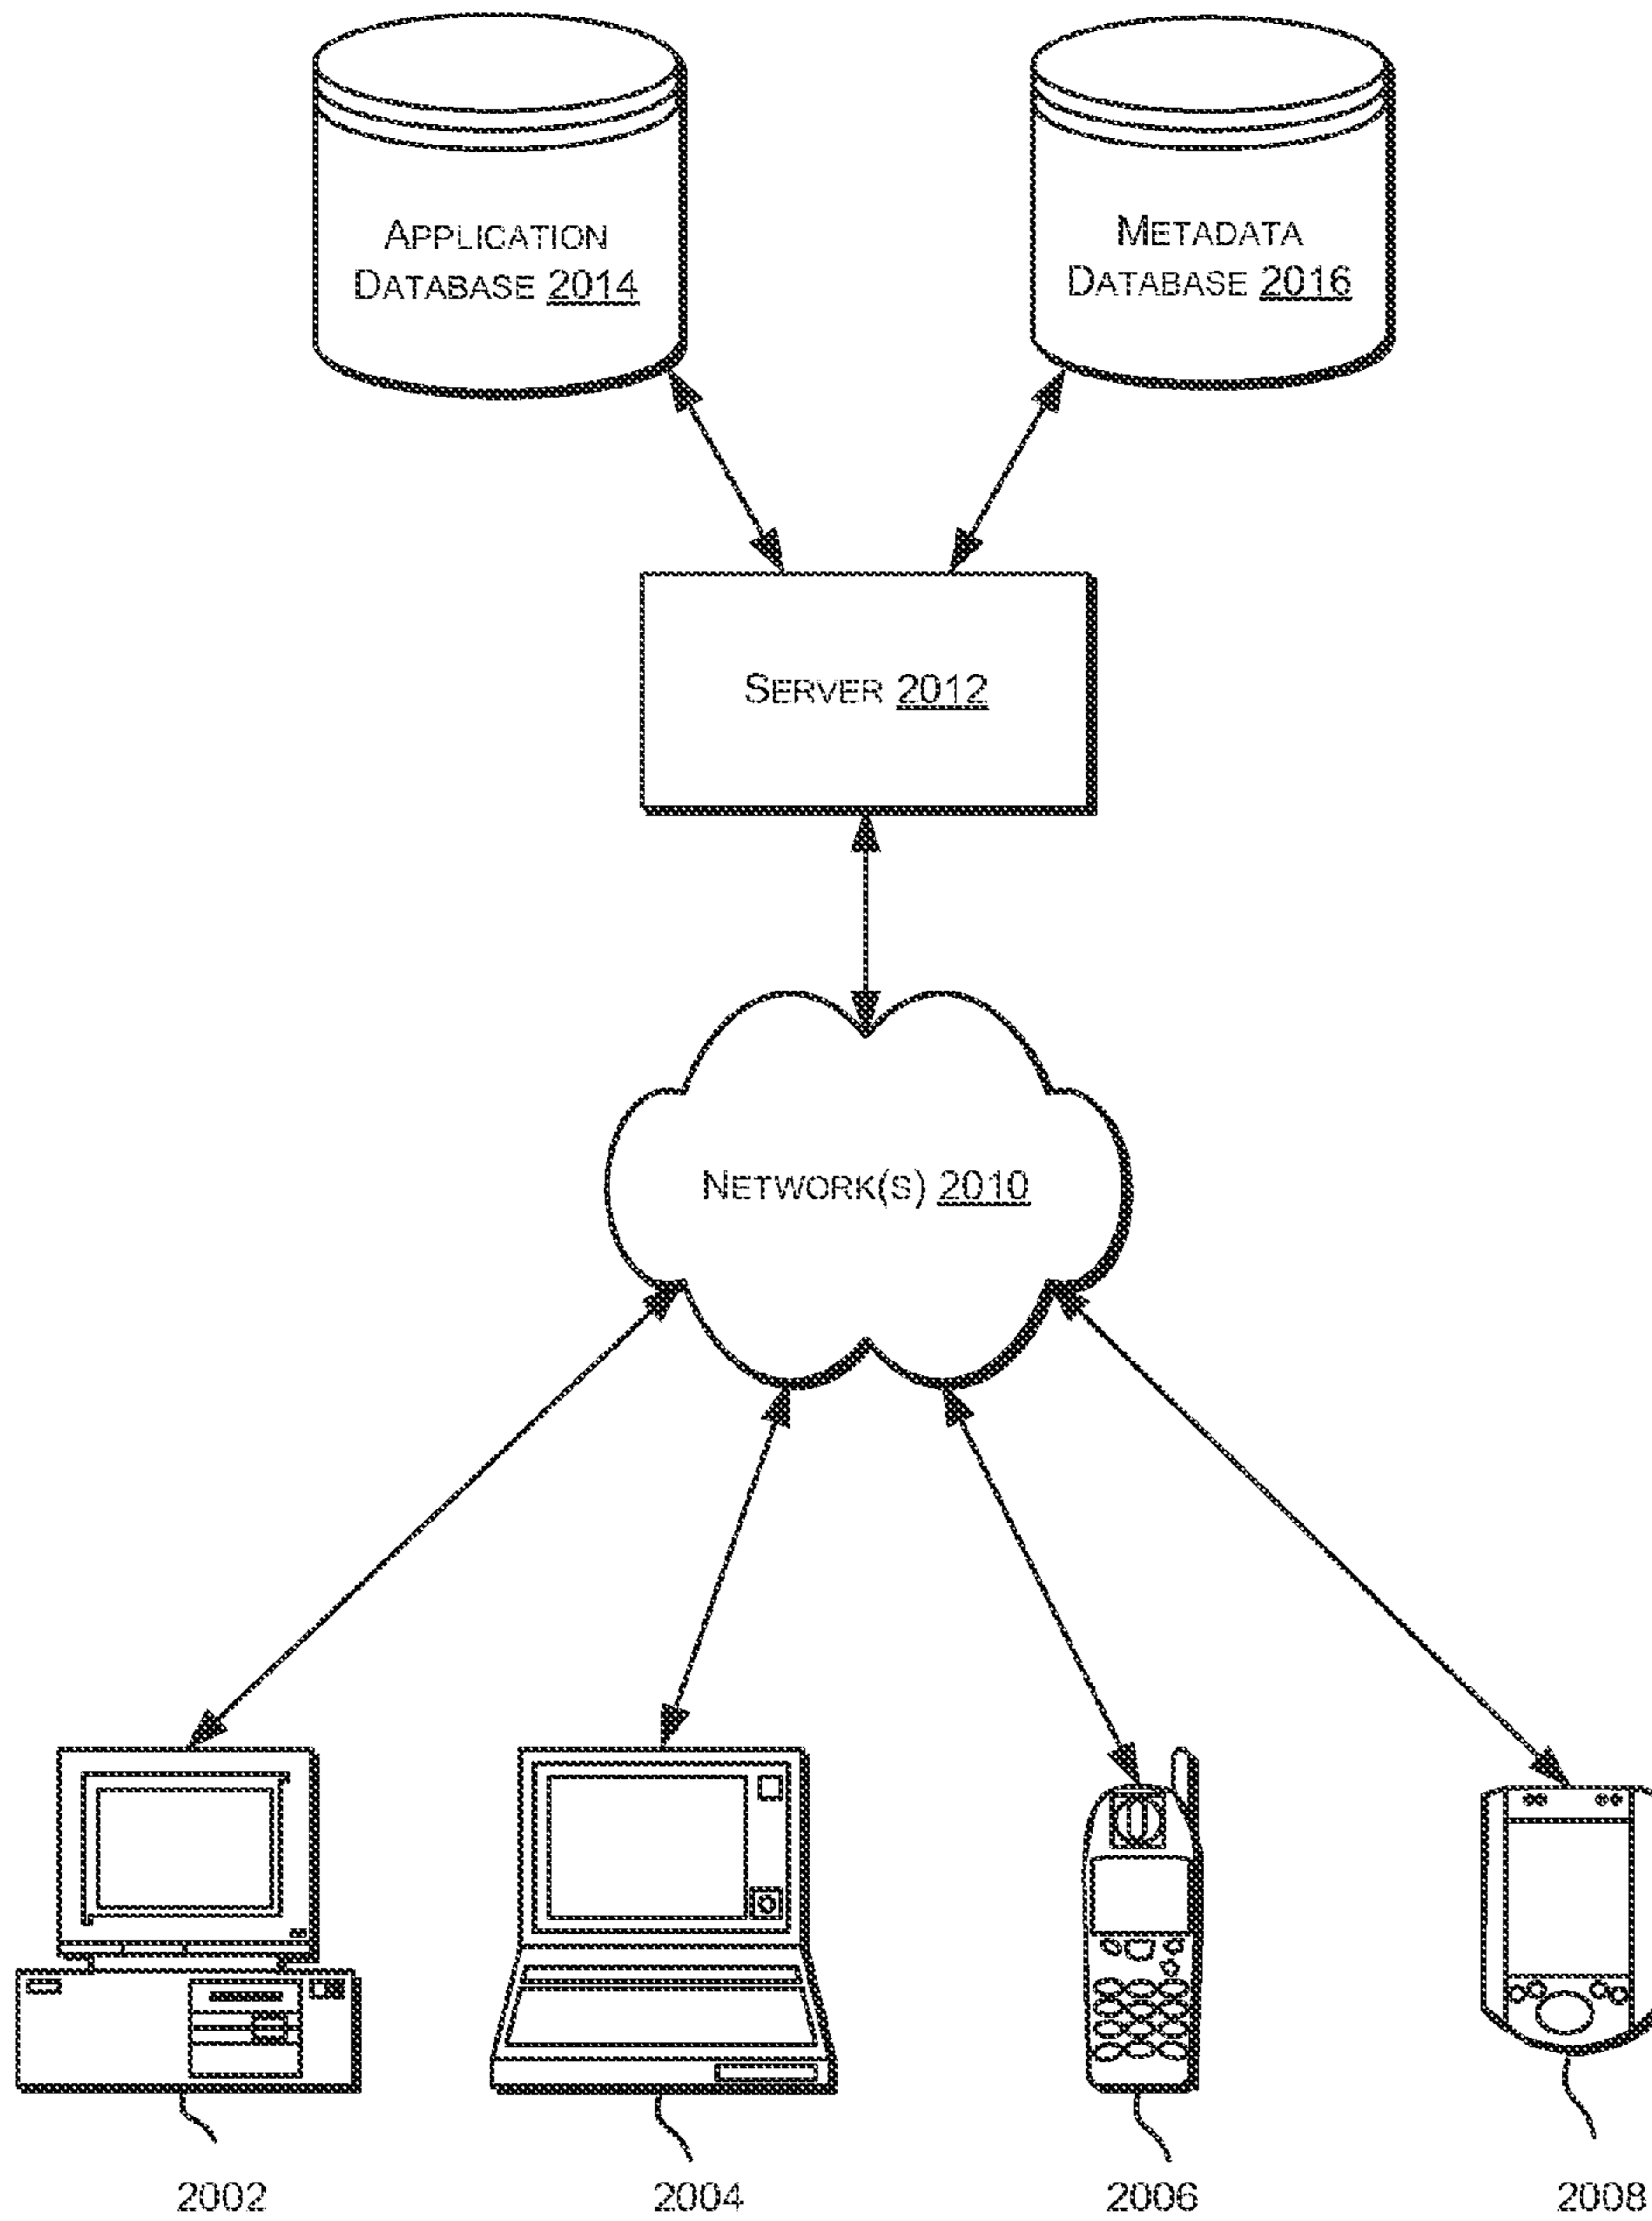 APPLICATION
DATABASE 2014
METADATA
DATABASE 2016
SERVER 2012
NETWORK(S) 2010
2002
2004
2006
2008